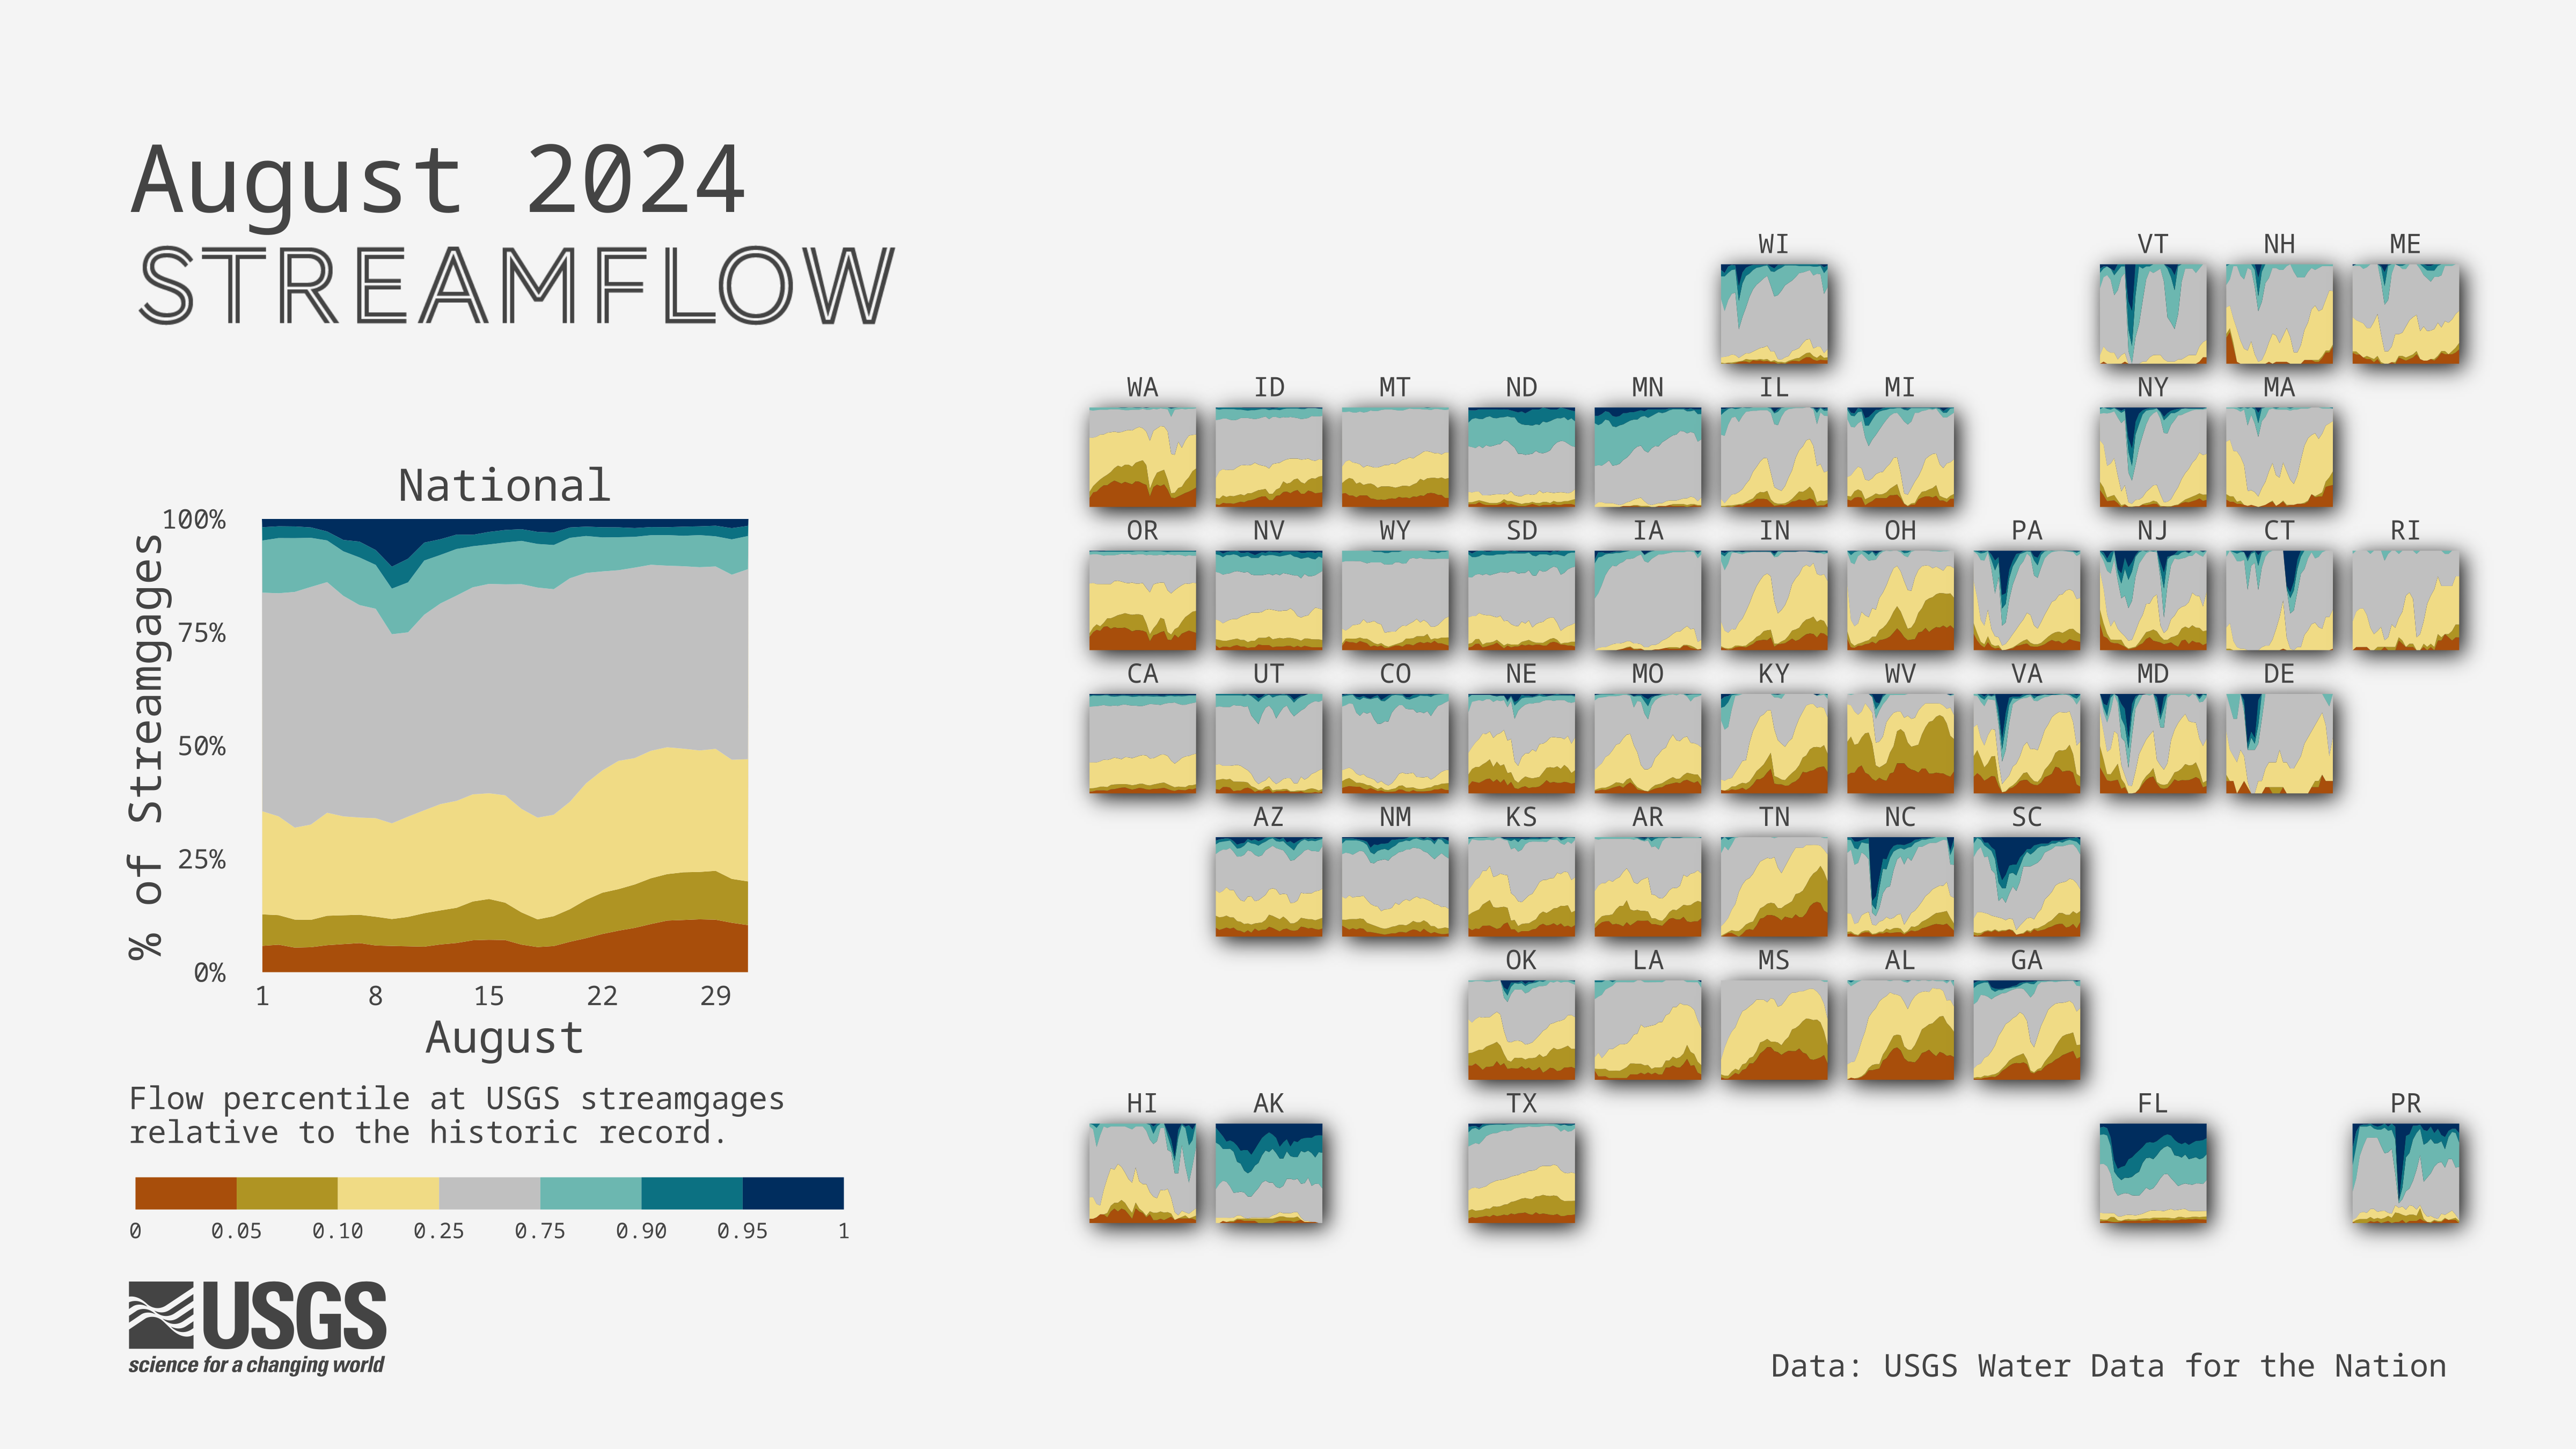 August 2024
STREAMFLOW
National
% of Streamgages
100%
75%
50%
25%
0%
1 8 15 22 29
August
Flow percentile at USGS streamgages
relative to the historic record.
0 0.05 0.10 0.25 0.75 0.90 0.95 1
USGS
science for a changing world
WI VT NH ME
WA ID MT ND MN IL MI NY MA
OR NV WY SD IA IN OH PA NJ CT RI
CA UT CO NE MO KY WV VA MD DE
AZ NM KS AR TN NC SC
OK LA MS AL GA
HI AK TX FL PR
Data: USGS Water Data for the Nation